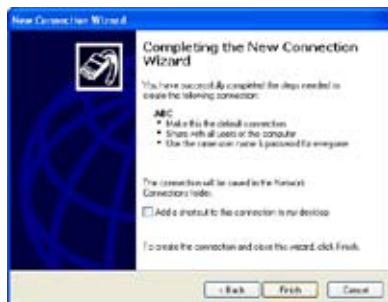 New Connection Wizard
Completing the New Connection
Wizard
You have successfully completed the steps needed to
create the following connection:
ABC
• Make this the default connection
• Share with all users of this computer
• Use the same user name & password for everyone
The connection will be saved in the Network
Connections folder.
Add a shortcut to this connection to my desktop
To create the connection and close this wizard, click Finish.
< Back
Finish
Cancel